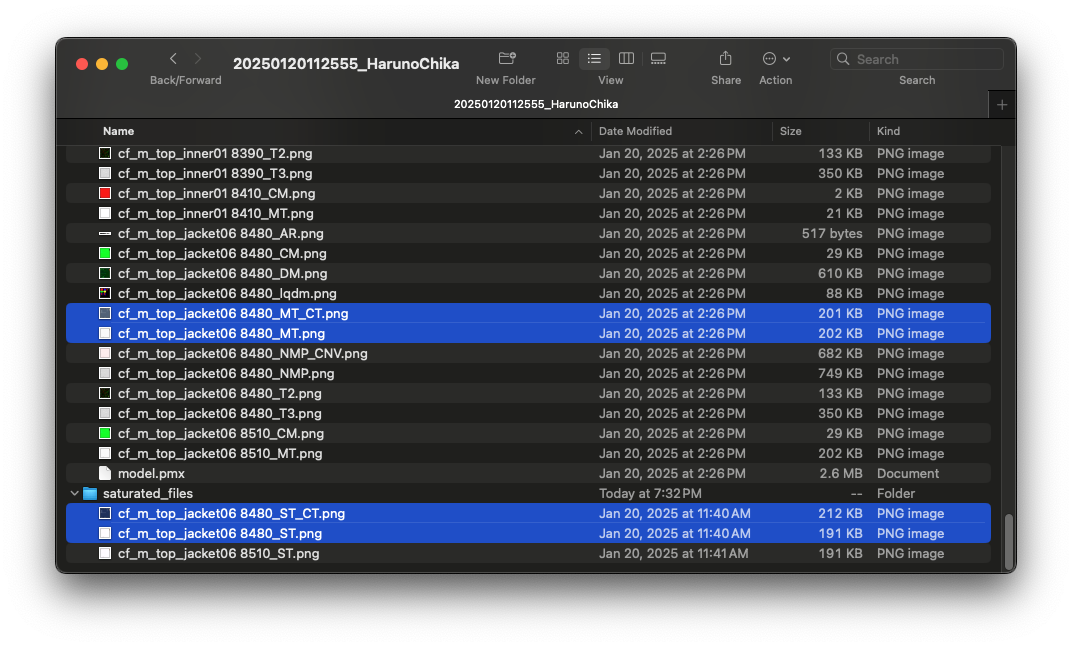 20250120112555_HarunoChika
Back/Forward
New Folder
View
Share
Action
Search
Search
20250120112555_HarunoChika
Name Date Modified Size Kind
cf_m_top_inner01 8390_T2.png Jan 20, 2025 at 2:26 PM 133 KB PNG image
cf_m_top_inner01 8390_T3.png Jan 20, 2025 at 2:26 PM 350 KB PNG image
cf_m_top_inner01 8410_CM.png Jan 20, 2025 at 2:26 PM 2 KB PNG image
cf_m_top_inner01 8410_MT.png Jan 20, 2025 at 2:26 PM 21 KB PNG image
cf_m_top_jacket06 8480_AR.png Jan 20, 2025 at 2:26 PM 517 bytes PNG image
cf_m_top_jacket06 8480_CM.png Jan 20, 2025 at 2:26 PM 29 KB PNG image
cf_m_top_jacket06 8480_DM.png Jan 20, 2025 at 2:26 PM 610 KB PNG image
cf_m_top_jacket06 8480_lqdm.png Jan 20, 2025 at 2:26 PM 88 KB PNG image
cf_m_top_jacket06 8480_MT_CT.png Jan 20, 2025 at 2:26 PM 201 KB PNG image
cf_m_top_jacket06 8480_MT.png Jan 20, 2025 at 2:26 PM 202 KB PNG image
cf_m_top_jacket06 8480_NMP_CNV.png Jan 20, 2025 at 2:26 PM 682 KB PNG image
cf_m_top_jacket06 8480_NMP.png Jan 20, 2025 at 2:26 PM 749 KB PNG image
cf_m_top_jacket06 8480_T2.png Jan 20, 2025 at 2:26 PM 133 KB PNG image
cf_m_top_jacket06 8480_T3.png Jan 20, 2025 at 2:26 PM 350 KB PNG image
cf_m_top_jacket06 8510_CM.png Jan 20, 2025 at 2:26 PM 29 KB PNG image
cf_m_top_jacket06 8510_MT.png Jan 20, 2025 at 2:26 PM 202 KB PNG image
model.pmx Jan 20, 2025 at 2:26 PM 2.6 MB Document
saturated_files Today at 7:32 PM -- Folder
cf_m_top_jacket06 8480_ST_CT.png Jan 20, 2025 at 11:40 AM 212 KB PNG image
cf_m_top_jacket06 8480_ST.png Jan 20, 2025 at 11:40 AM 191 KB PNG image
cf_m_top_jacket06 8510_ST.png Jan 20, 2025 at 11:41 AM 191 KB PNG image